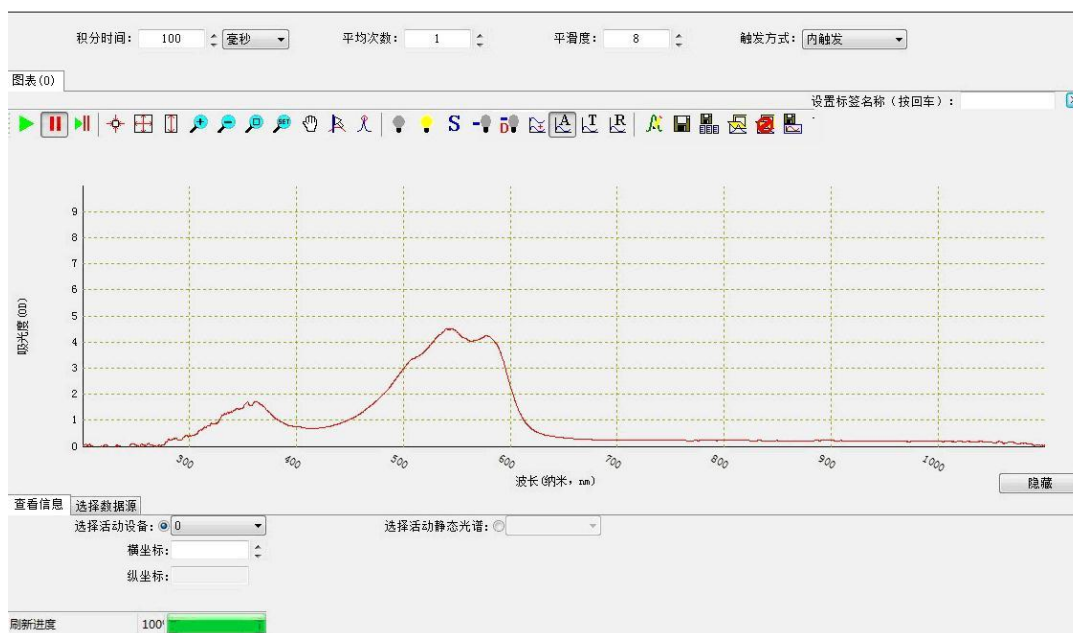 积分时间： 100 毫秒 平均次数： 1 平滑度： 8 触发方式： 内触发
图表(0)
设置标签名称（按回车）：
SET S D A T R
9
8
7
6
5
4
3
2
1
0
吸光度(OD)
300 400 500 600 700 800 900 1000
波长(纳米，nm)
隐藏
查看信息 选择数据源
选择活动设备： 0 选择活动静态光谱：
横坐标：
纵坐标：
刷新进度 100%